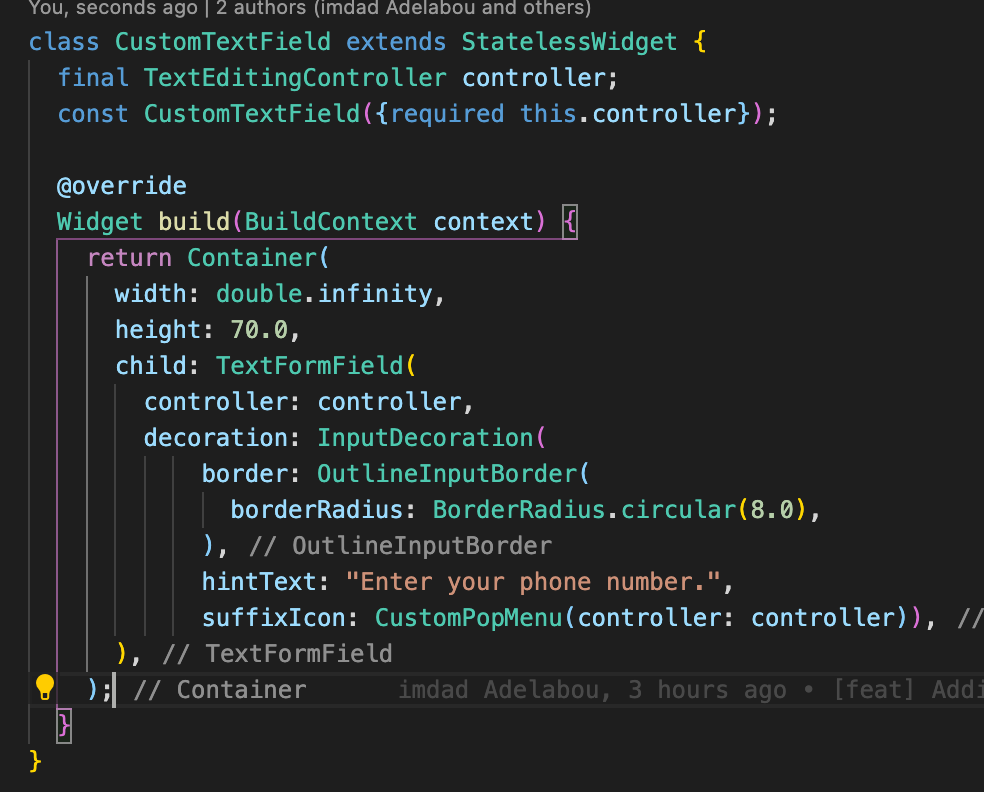 You, seconds ago | 2 authors (imdad Adelabou and others)
class CustomTextField extends StatelessWidget {
  final TextEditingController controller;
  const CustomTextField({required this.controller});

  @override
  Widget build(BuildContext context) {
    return Container(
      width: double.infinity,
      height: 70.0,
      child: TextFormField(
        controller: controller,
        decoration: InputDecoration(
            border: OutlineInputBorder(
              borderRadius: BorderRadius.circular(8.0),
            ), // OutlineInputBorder
            hintText: "Enter your phone number.",
            suffixIcon: CustomPopMenu(controller: controller)), //
      ), // TextFormField
    ); // Container imdad Adelabou, 3 hours ago • [feat] Addi
  }
}